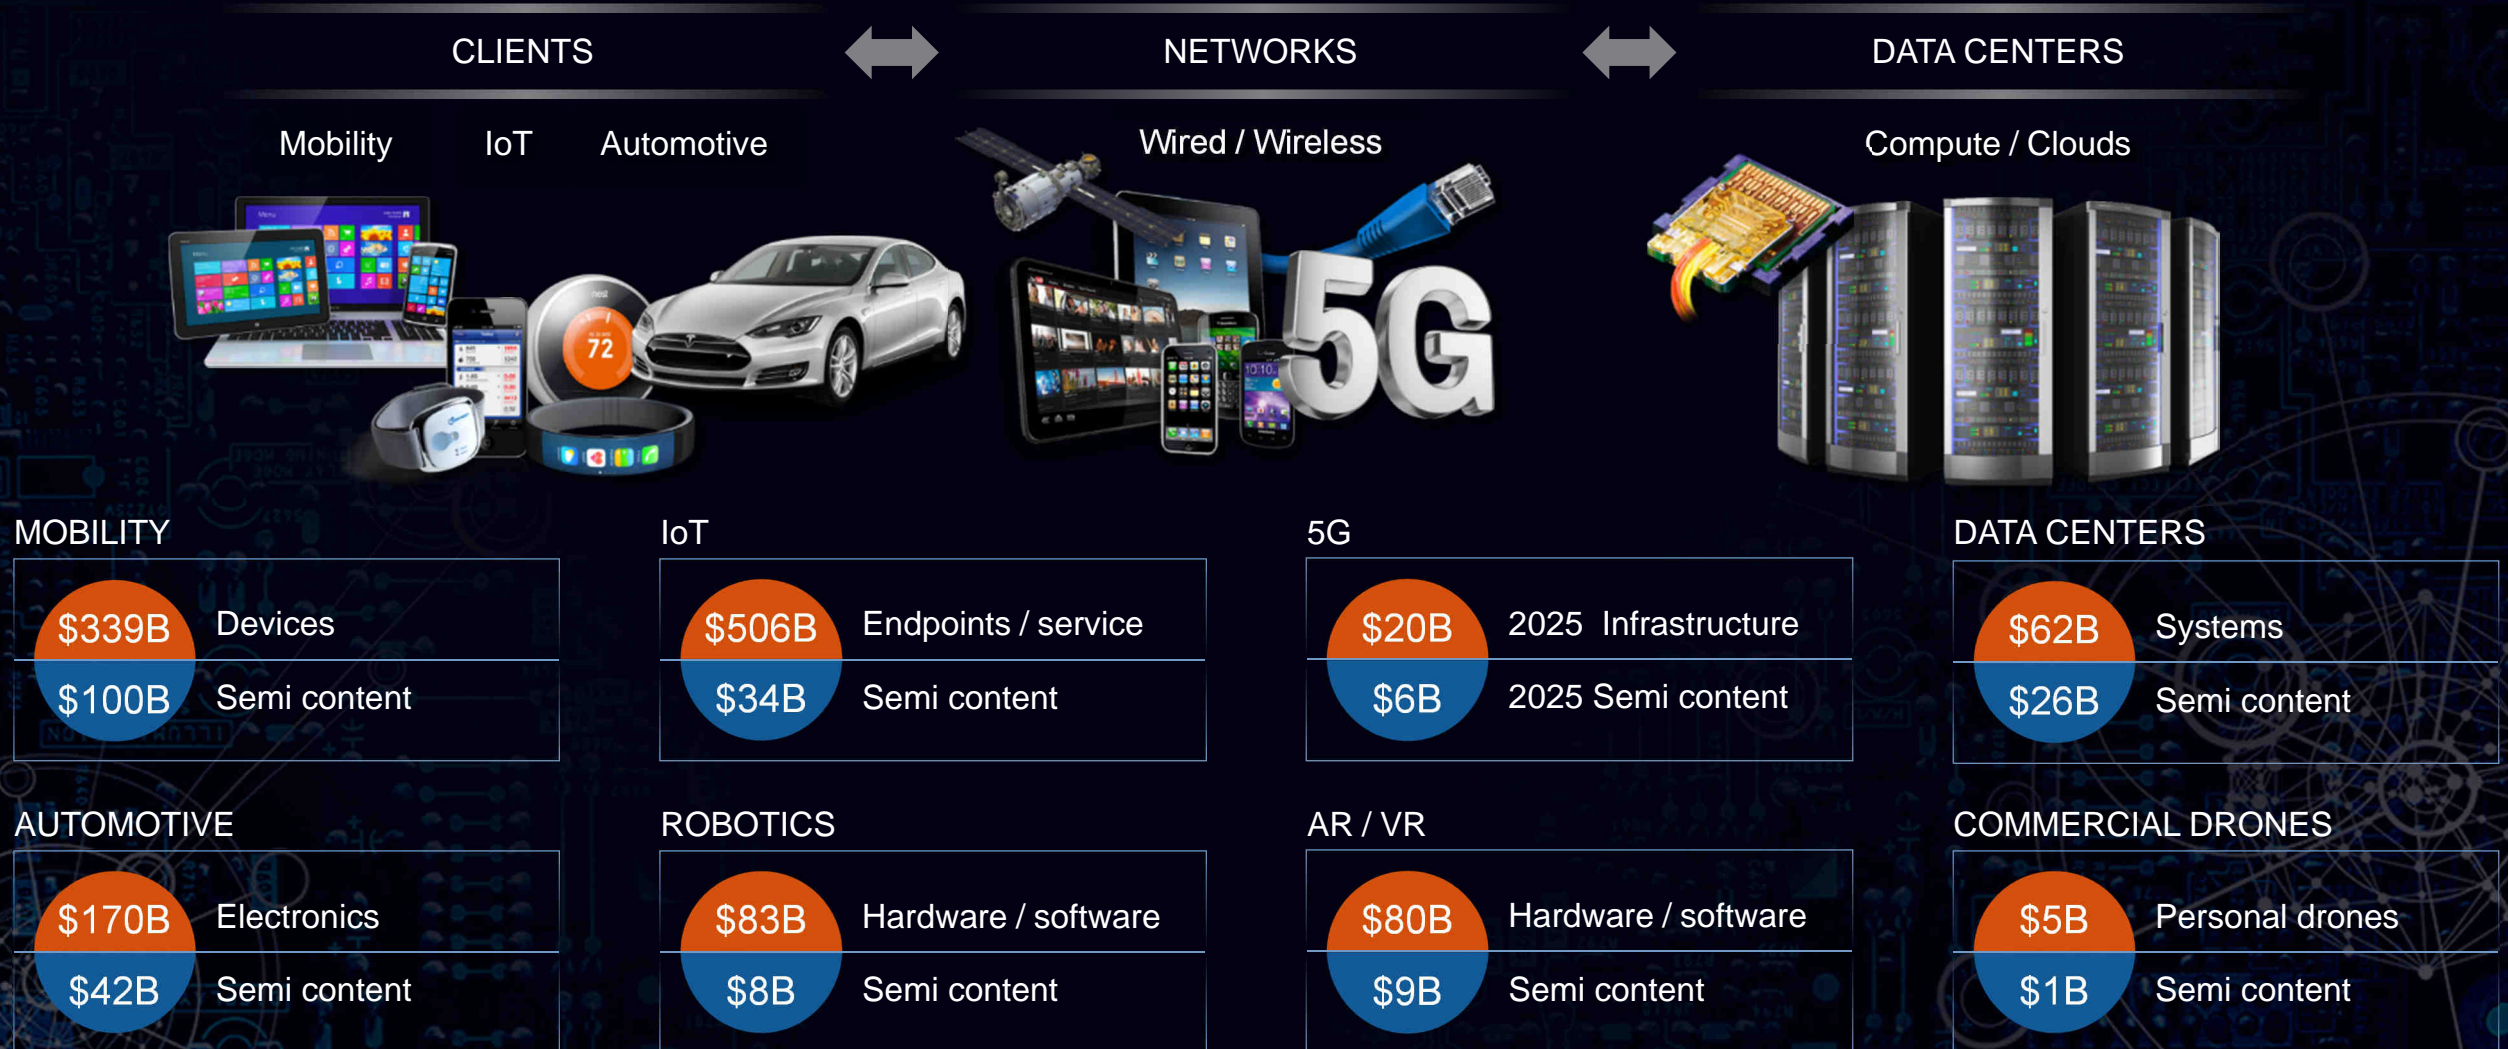 CLIENTS
NETWORKS
DATA CENTERS
Mobility
IoT
Automotive
Wired / Wireless
Compute / Clouds
nest
72
5G
MOBILITY
$339B Devices
$100B Semi content
IoT
$506B Endpoints / service
$34B Semi content
5G
$20B 2025 Infrastructure
$6B 2025 Semi content
DATA CENTERS
$62B Systems
$26B Semi content
AUTOMOTIVE
$170B Electronics
$42B Semi content
ROBOTICS
$83B Hardware / software
$8B Semi content
AR / VR
$80B Hardware / software
$9B Semi content
COMMERCIAL DRONES
$5B Personal drones
$1B Semi content